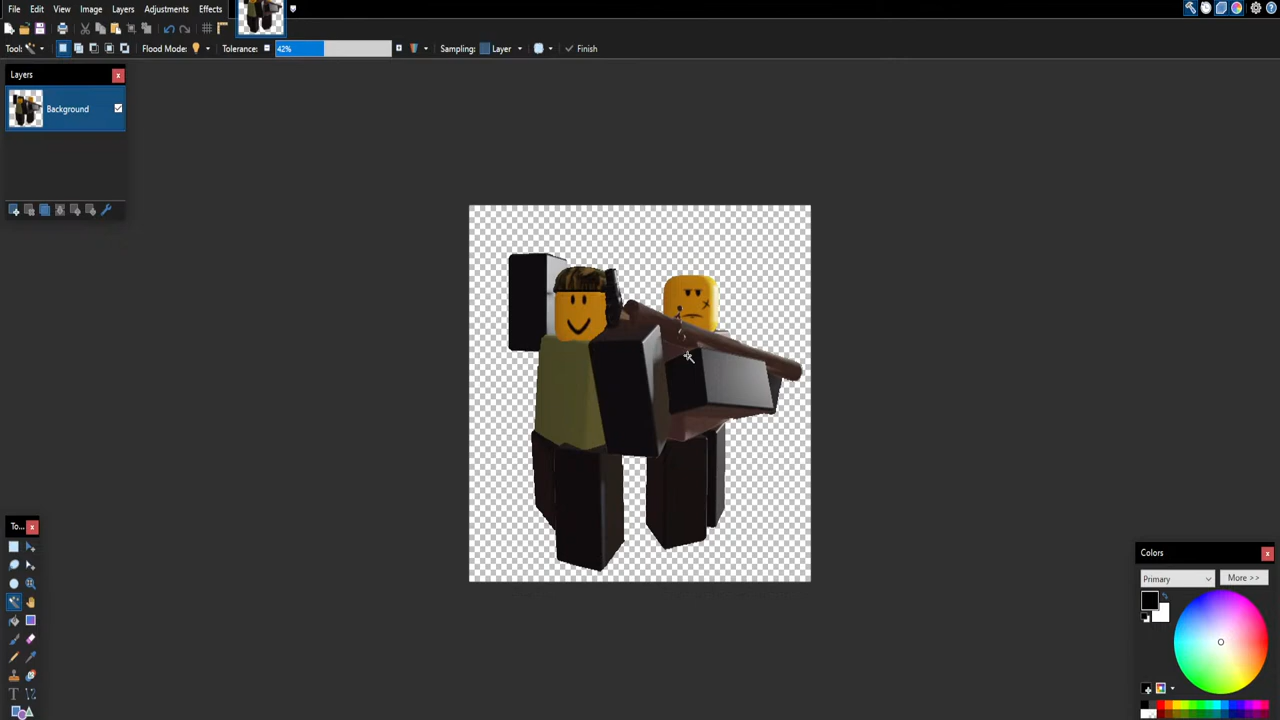 File Edit View Image Layers Adjustments Effects
Tool: Flood Mode: Tolerance: 42% Sampling: Layer Finish
Layers
Background
To...
T
Colors
Primary More >>